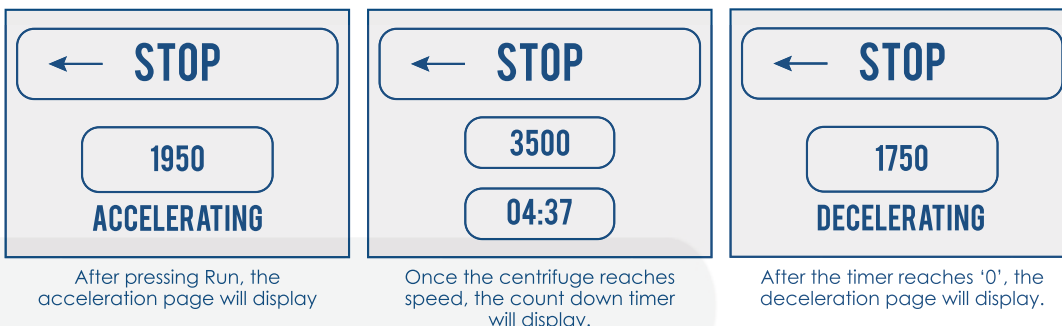 ← STOP
1950
ACCELERATING
After pressing Run, the
acceleration page will display
← STOP
3500
04:37
Once the centrifuge reaches
speed, the count down timer
will display.
← STOP
1750
DECELERATING
After the timer reaches ‘0’, the
deceleration page will display.